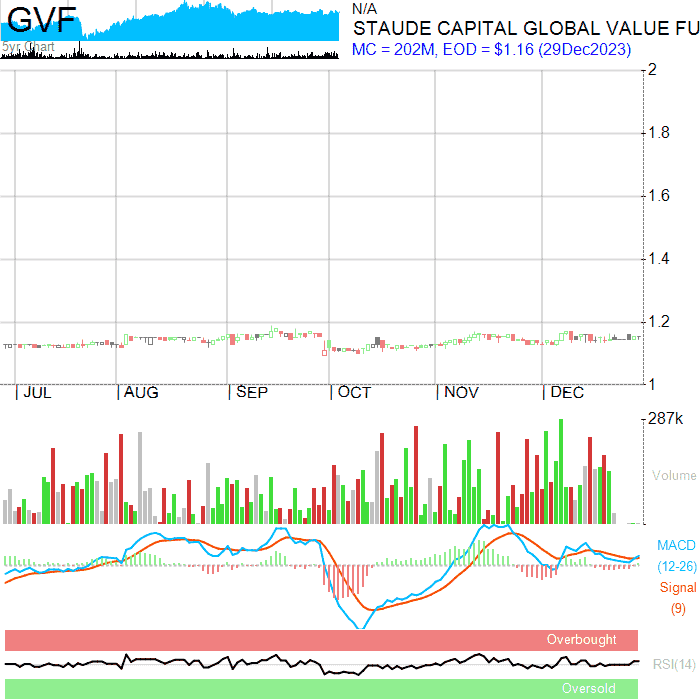 GVF
5yr Chart
N/A
STAUDE CAPITAL GLOBAL VALUE FU
MC = 202M, EOD = $1.16 (29Dec2023)
2
1.8
1.6
1.4
1.2
1
JUL AUG SEP OCT NOV DEC
287k
Volume
MACD
(12-26)
Signal
(9)
Overbought
RSI(14)
Oversold